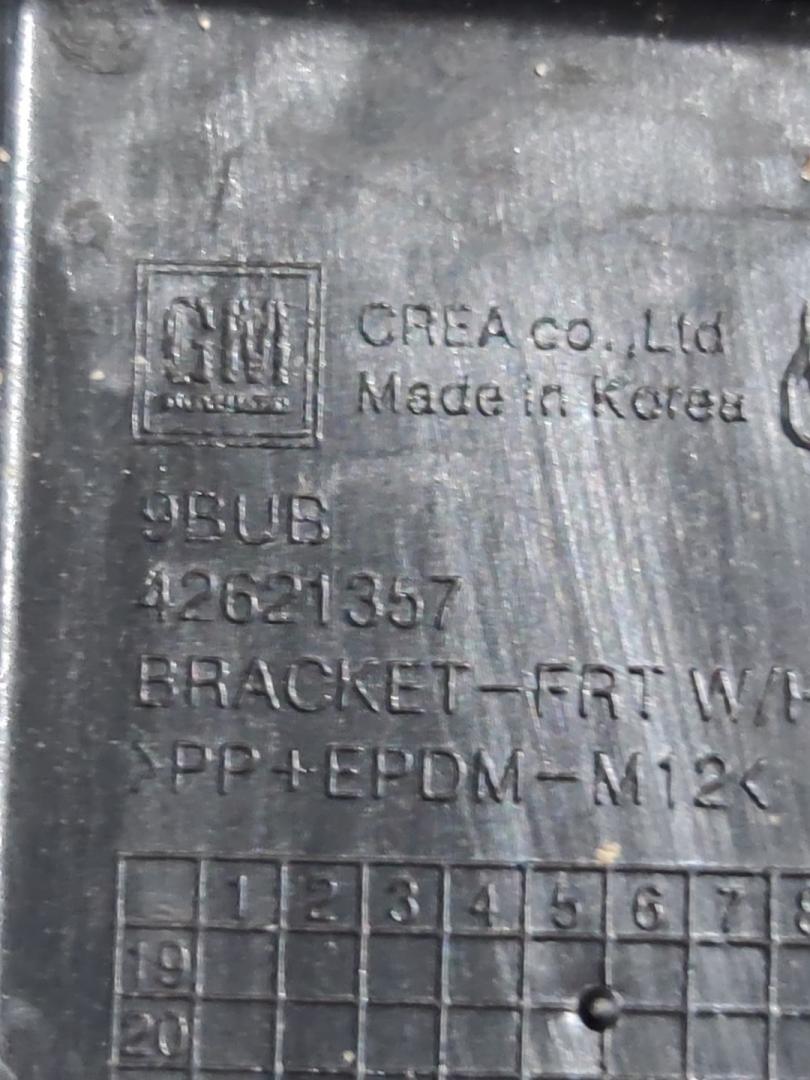 GM
CREA co.,Ltd
Made in Korea
9BUB
42621357
BRACKET-FRT W/H
>PP+EPDM-M12<
1 2 3 4 5 6 7 8
19
20